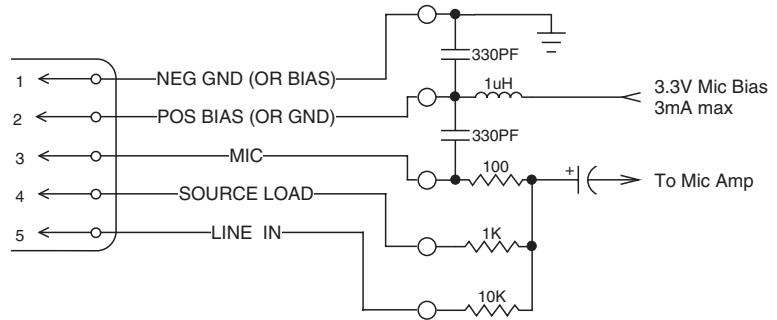 330PF
1 NEG GND (OR BIAS)
1uH
3.3V Mic Bias
3mA max
2 POS BIAS (OR GND)
330PF
3 MIC
100
+
To Mic Amp
4 SOURCE LOAD
1K
5 LINE IN
10K